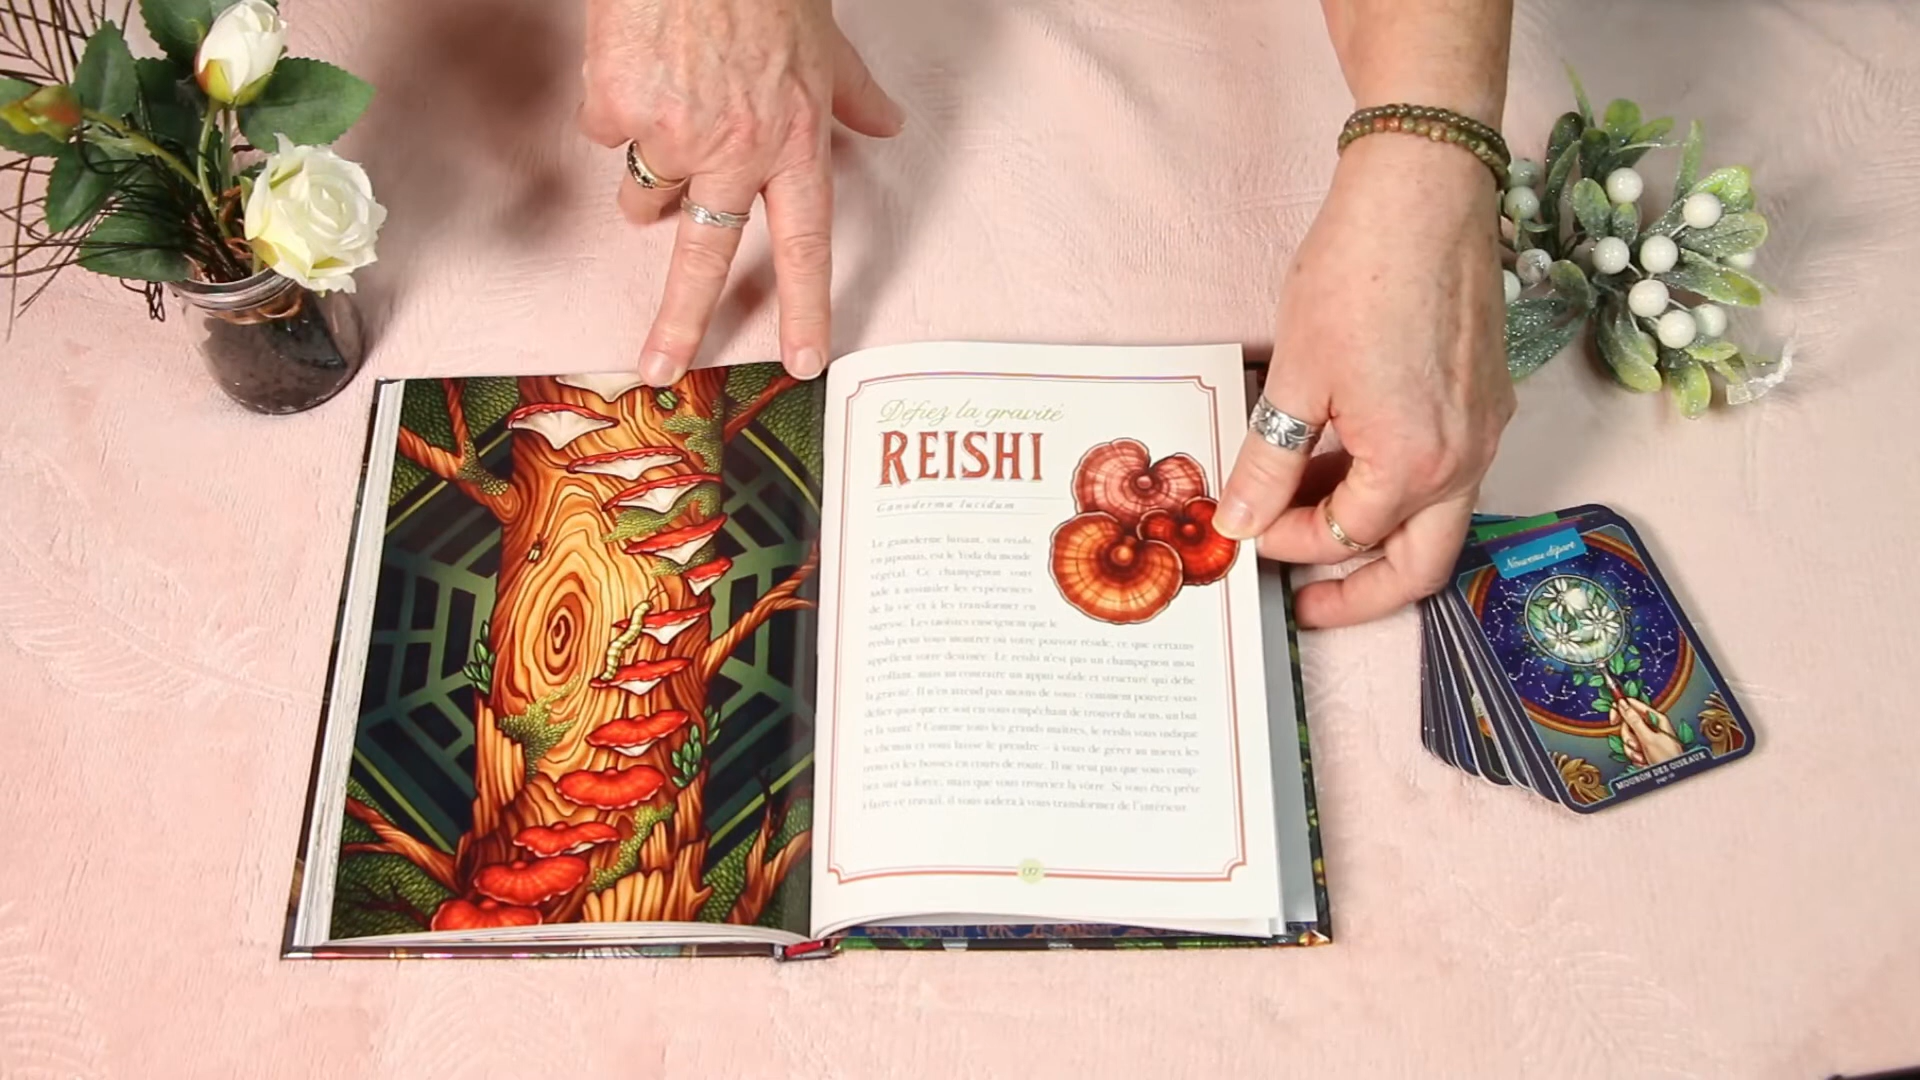 Défiez la gravité
REISHI
Ganoderma lucidum
Le ganoderme luisant, ou reishi
en japonais, est le Yoda du monde
végétal. Ce champignon vous
aide à assimiler les expériences
de la vie et à les transformer en
sagesse. Les taoïstes enseignent que le
reishi peut vous montrer où votre pouvoir réside, ce que certains
appellent votre destinée. Le reishi n'est pas un champignon mou
et collant, mais au contraire un appui solide et structuré qui défie
la gravité. Il n'en attend pas moins de vous : comment pouvez-vous
défier quoi que ce soit en vous empêchant de trouver du sens, un but
et la santé ? Comme tous les grands maîtres, le reishi vous indique
le chemin et vous laisse le prendre – à vous de gérer au mieux les
creux et les bosses en cours de route. Il ne veut pas que vous comp-
tiez sur sa force, mais que vous trouviez la vôtre. Si vous êtes prête
à faire ce travail, il vous aidera à vous transformer de l'intérieur.
137
Nouveau départ
MOURON DES OISEAUX